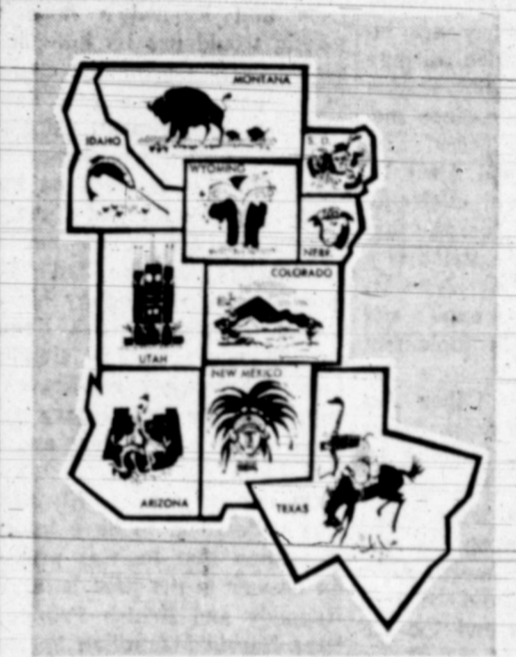 MONTANA
IDAHO
S. D.
WYOMING
NEBR.
COLORADO
UTAH
NEW MEXICO
ARIZONA
TEXAS